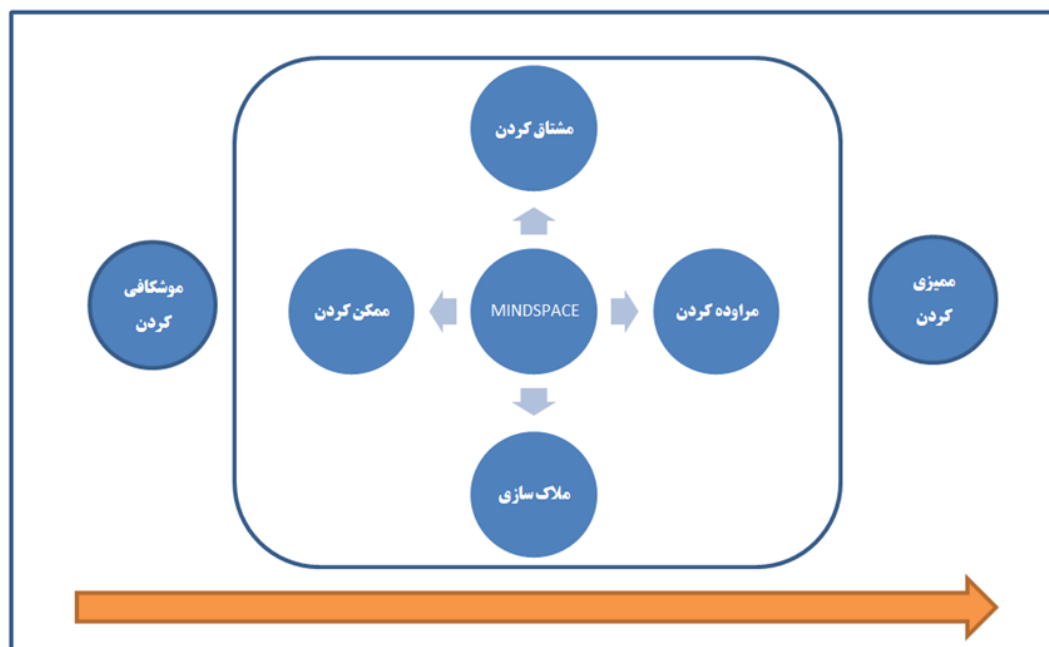 مشتاق کردن
موشکافی
کردن
ممکن کردن
MINDSPACE
مراوده کردن
ممیزی
کردن
ملاک سازی